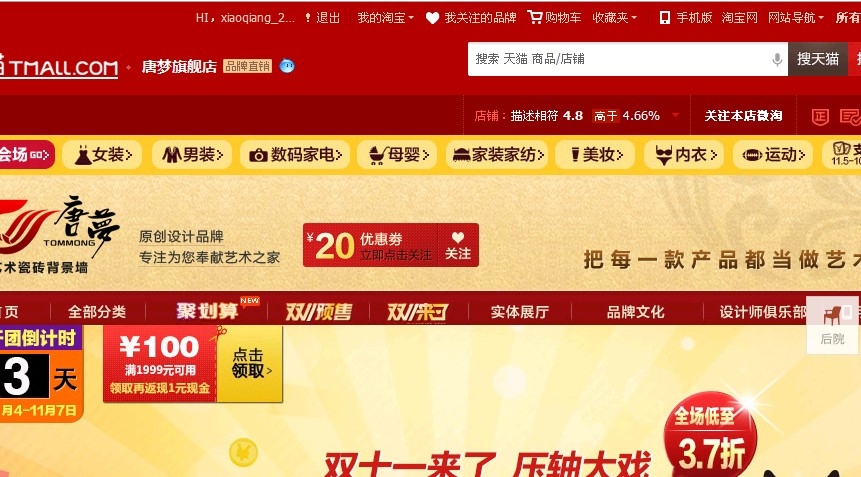 HI，xiaoqiang_2... 退出 我的淘宝 我关注的品牌 购物车 收藏夹 手机版 淘宝网 网站导航 所有
TMALL.COM 唐梦旗舰店 品牌直销
搜索 天猫 商品/店铺 搜天猫
店铺：描述相符 4.8 高于 4.66% 关注本店微淘 正
会场 GO> 女装> 男装> 数码家电> 母婴> 家装家纺> 美妆> 内衣> 运动>
11.5-10
唐梦
TOMMONG
艺术瓷砖背景墙
原创设计品牌
专注为您奉献艺术之家
¥20 优惠劵
立即点击关注
关注
把每一款产品都当做艺术
首页 全部分类 聚划算 NEW 双11预售 双11来了 实体展厅 品牌文化 设计师俱乐部
后院
开团倒计时
3 天
月4-11月7日
¥100
满1999元可用
领取再返现1元现金
点击
领取>
全场低至
3.7折
双十一来了 压轴大戏